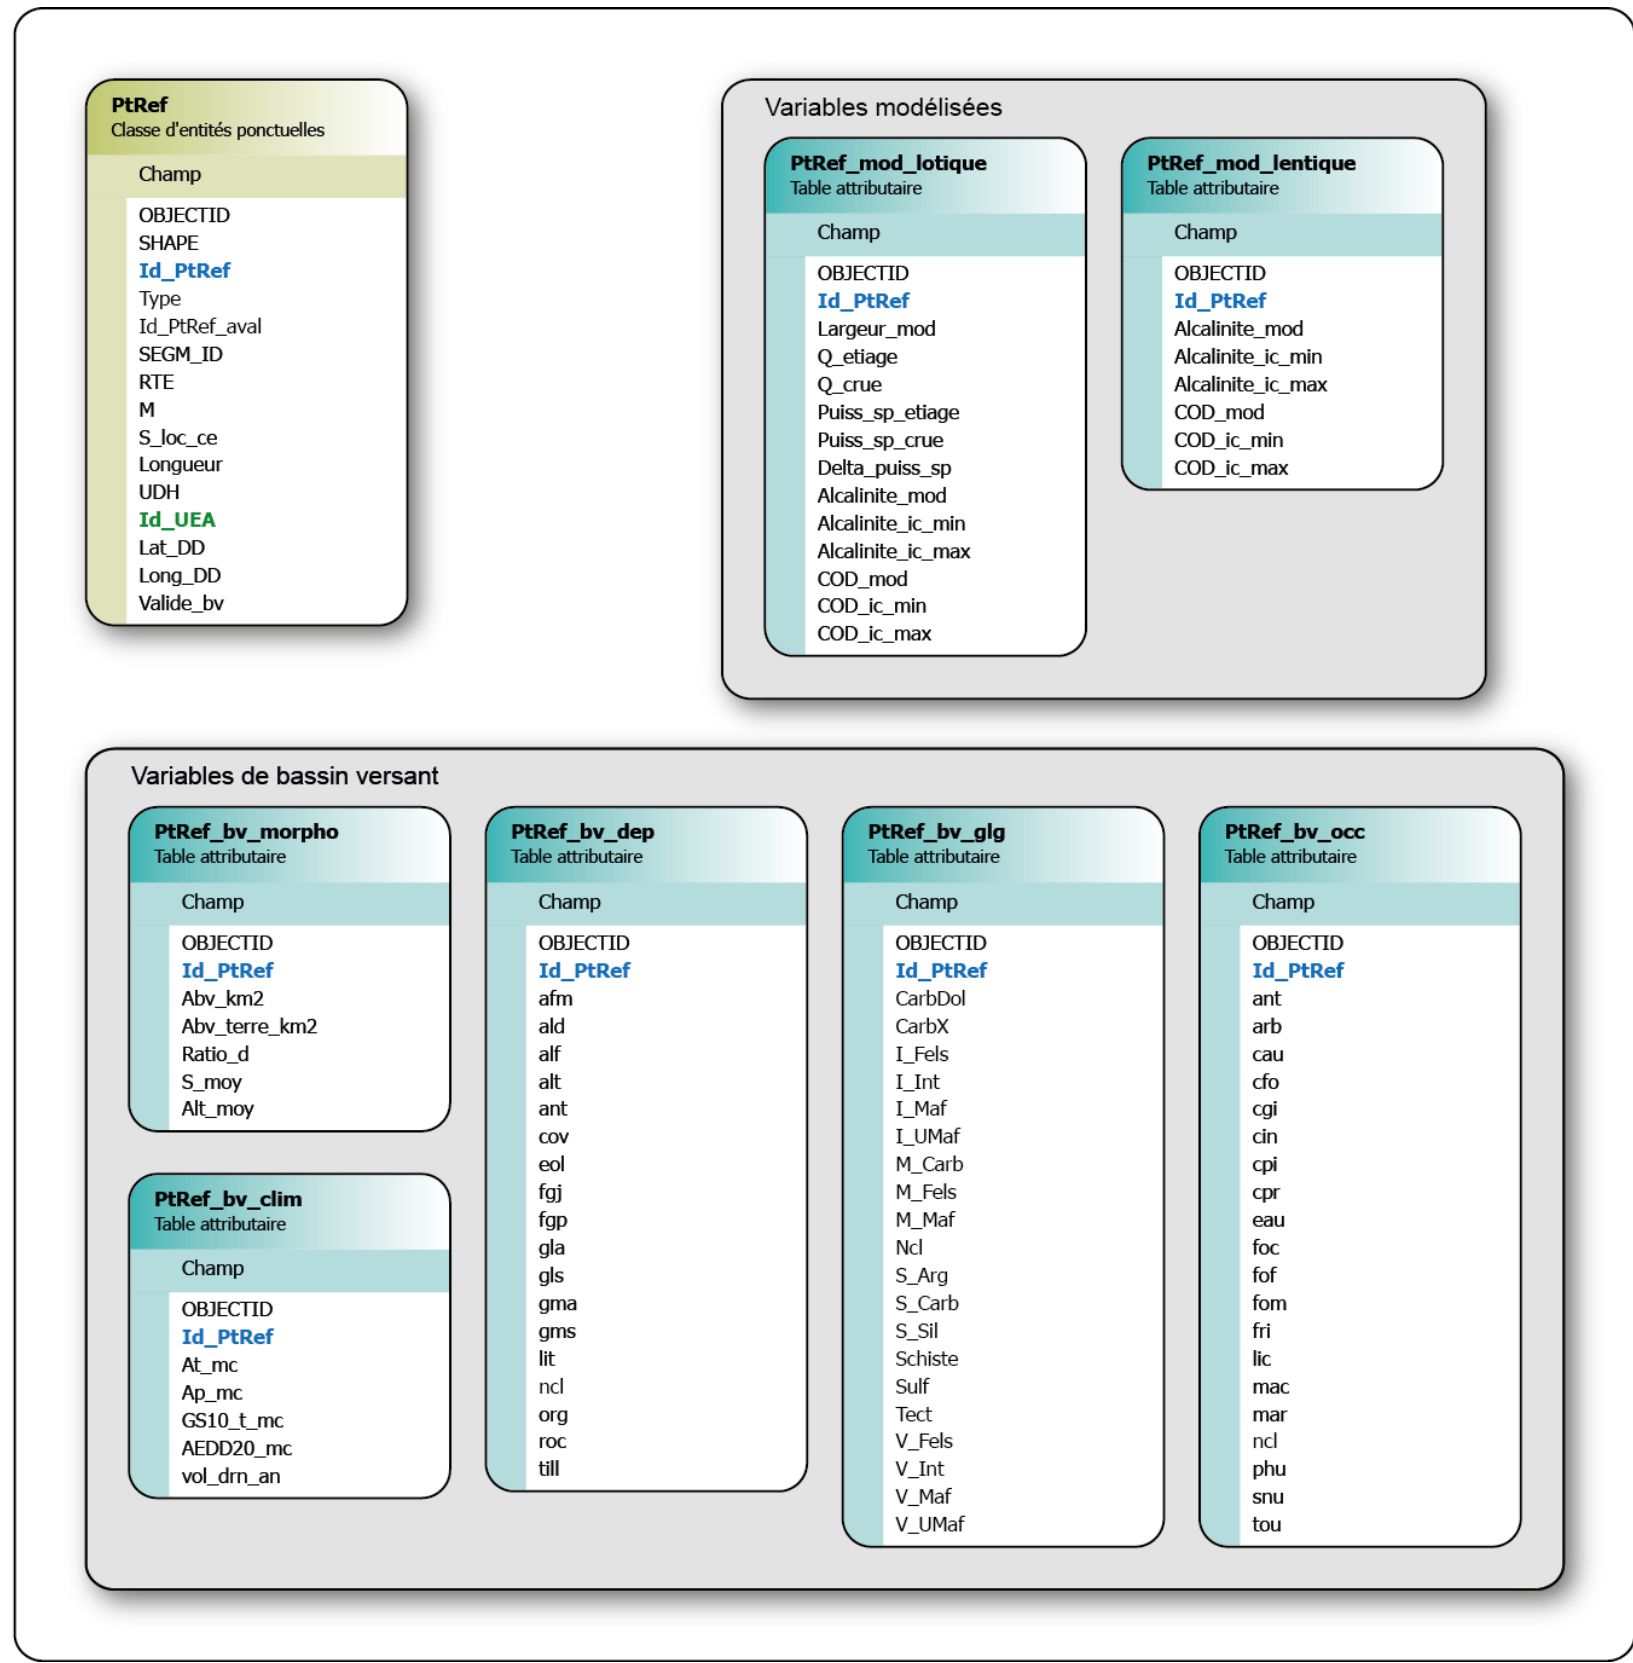 PtRef
Classe d'entités ponctuelles
Champ
OBJECTID
SHAPE
Id_PtRef
Type
Id_PtRef_aval
SEGM_ID
RTE
M
S_loc_ce
Longueur
UDH
Id_UEA
Lat_DD
Long_DD
Valide_bv
Variables modélisées
PtRef_mod_lotique
Table attributaire
Champ
OBJECTID
Id_PtRef
Largeur_mod
Q_etiage
Q_crue
Puiss_sp_etiage
Puiss_sp_crue
Delta_puiss_sp
Alcalinite_mod
Alcalinite_ic_min
Alcalinite_ic_max
COD_mod
COD_ic_min
COD_ic_max
PtRef_mod_lentique
Table attributaire
Champ
OBJECTID
Id_PtRef
Alcalinite_mod
Alcalinite_ic_min
Alcalinite_ic_max
COD_mod
COD_ic_min
COD_ic_max
Variables de bassin versant
PtRef_bv_morpho
Table attributaire
Champ
OBJECTID
Id_PtRef
Abv_km2
Abv_terre_km2
Ratio_d
S_moy
Alt_moy
PtRef_bv_clim
Table attributaire
Champ
OBJECTID
Id_PtRef
At_mc
Ap_mc
GS10_t_mc
AEDD20_mc
vol_drn_an
PtRef_bv_dep
Table attributaire
Champ
OBJECTID
Id_PtRef
afm
ald
alf
alt
ant
cov
eol
fgj
fgp
gla
gls
gma
gms
lit
ncl
org
roc
till
PtRef_bv_glg
Table attributaire
Champ
OBJECTID
Id_PtRef
CarbDol
CarbX
I_Fels
I_Int
I_Maf
I_UMaf
M_Carb
M_Fels
M_Maf
Ncl
S_Arg
S_Carb
S_Sil
Schiste
Sulf
Tect
V_Fels
V_Int
V_Maf
V_UMaf
PtRef_bv_occ
Table attributaire
Champ
OBJECTID
Id_PtRef
ant
arb
cau
cfo
cgi
cin
cpi
cpr
eau
foc
fof
fom
fri
lic
mac
mar
ncl
phu
snu
tou